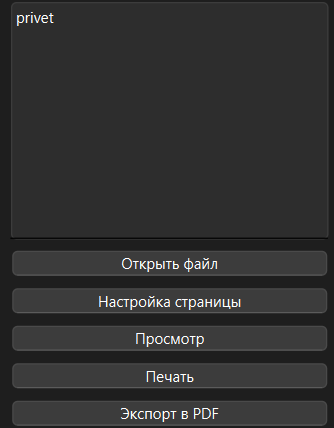 privet
Открыть файл
Настройка страницы
Просмотр
Печать
Экспорт в PDF